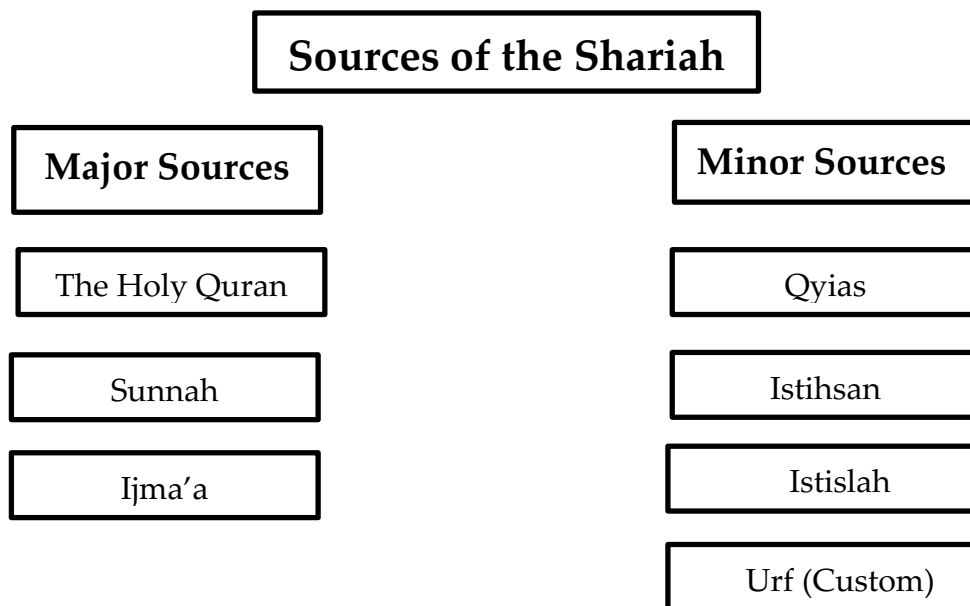 Sources of the Shariah
Major Sources
The Holy Quran
Sunnah
Ijma’a
Minor Sources
Qyias
Istihsan
Istislah
Urf (Custom)